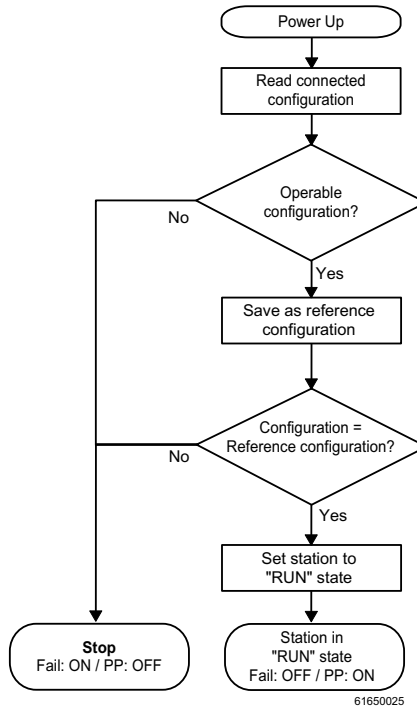 Power Up
Read connected
configuration
Operable
configuration?
No
Yes
Save as reference
configuration
Configuration =
Reference configuration?
No
Yes
Set station to
"RUN" state
Stop
Fail: ON / PP: OFF
Station in
"RUN" state
Fail: OFF / PP: ON
61650025